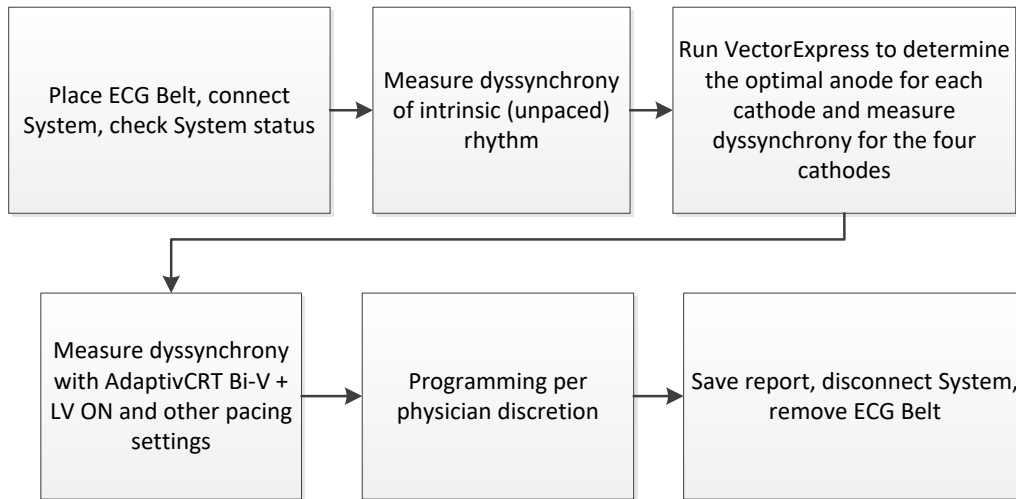 Place ECG Belt, connect
System, check System status
Measure dyssynchrony
of intrinsic (unpaced)
rhythm
Run VectorExpress to determine
the optimal anode for each
cathode and measure
dyssynchrony for the four
cathodes
Measure dyssynchrony
with AdaptivCRT Bi-V +
LV ON and other pacing
settings
Programming per
physician discretion
Save report, disconnect System,
remove ECG Belt